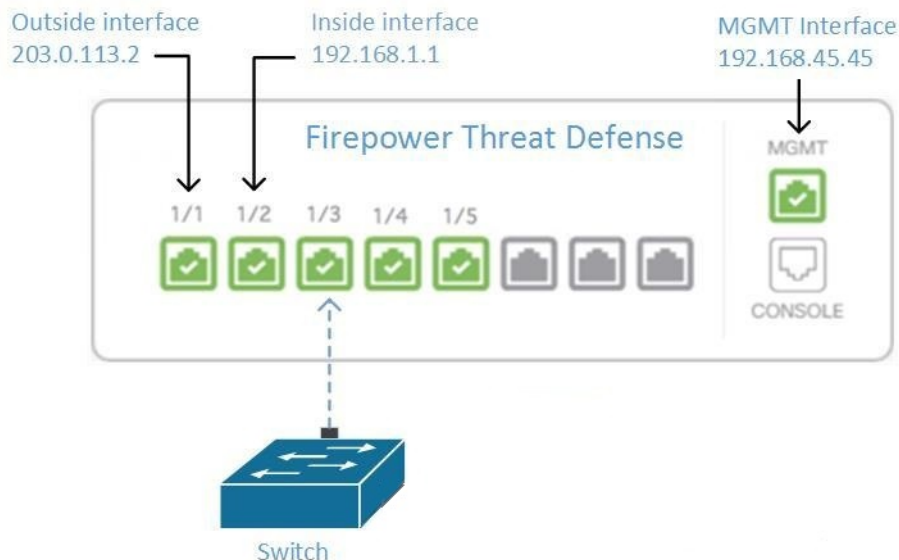 Outside interface
203.0.113.2
Inside interface
192.168.1.1
MGMT Interface
192.168.45.45
Firepower Threat Defense
MGMT
1/1 1/2 1/3 1/4 1/5
CONSOLE
Switch